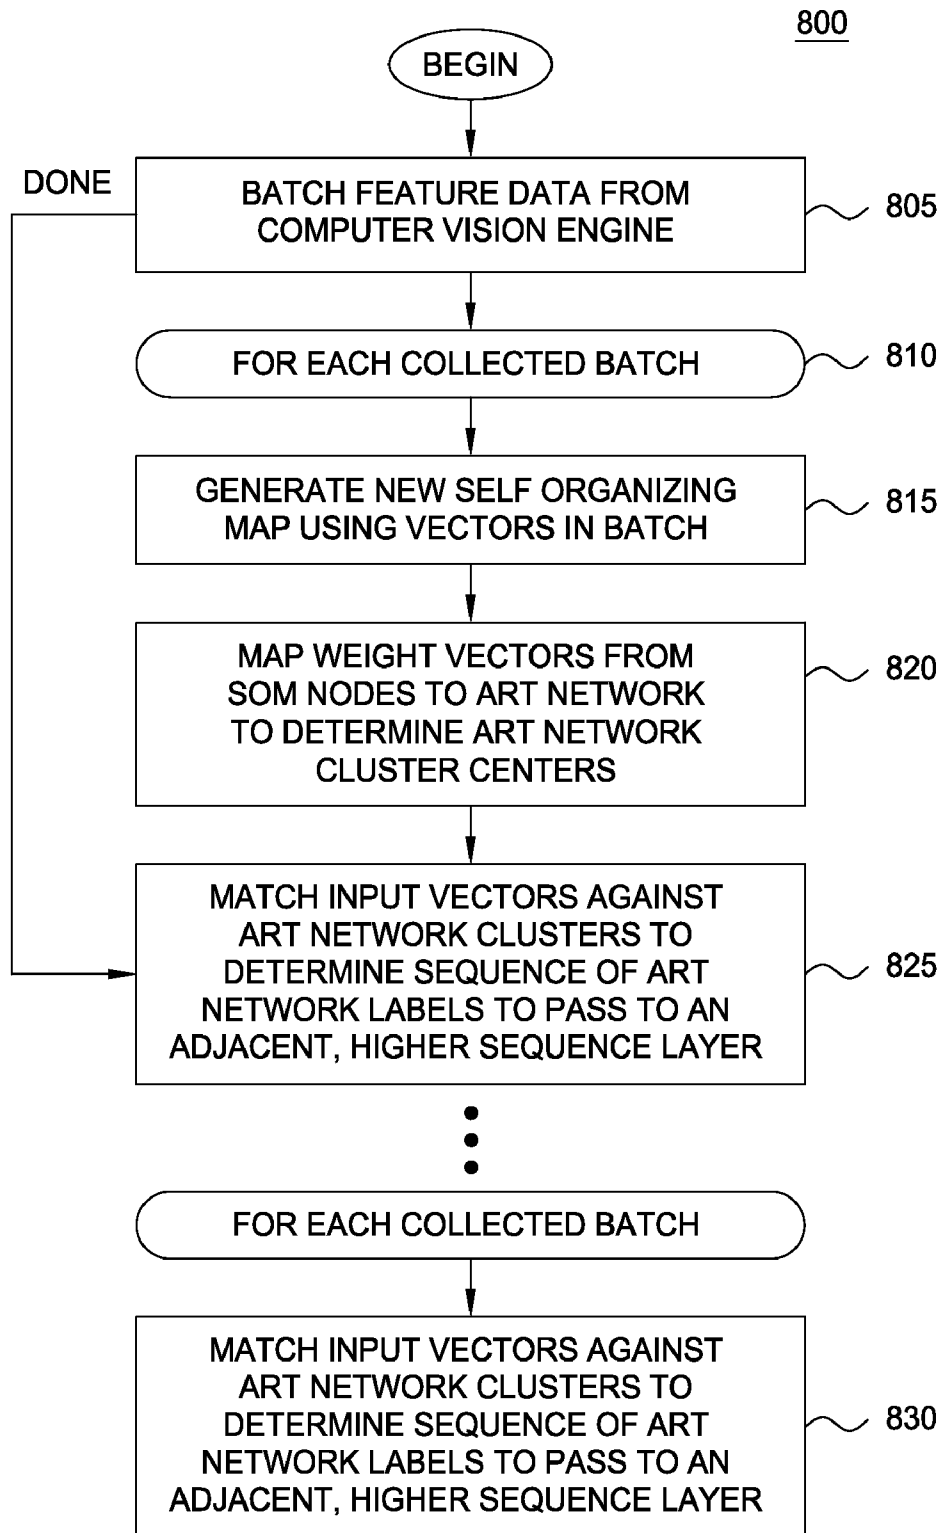 800
BEGIN
DONE
BATCH FEATURE DATA FROM
COMPUTER VISION ENGINE
805
FOR EACH COLLECTED BATCH
810
GENERATE NEW SELF ORGANIZING
MAP USING VECTORS IN BATCH
815
MAP WEIGHT VECTORS FROM
SOM NODES TO ART NETWORK
TO DETERMINE ART NETWORK
CLUSTER CENTERS
820
MATCH INPUT VECTORS AGAINST
ART NETWORK CLUSTERS TO
DETERMINE SEQUENCE OF ART
NETWORK LABELS TO PASS TO AN
ADJACENT, HIGHER SEQUENCE LAYER
825
FOR EACH COLLECTED BATCH
MATCH INPUT VECTORS AGAINST
ART NETWORK CLUSTERS TO
DETERMINE SEQUENCE OF ART
NETWORK LABELS TO PASS TO AN
ADJACENT, HIGHER SEQUENCE LAYER
830